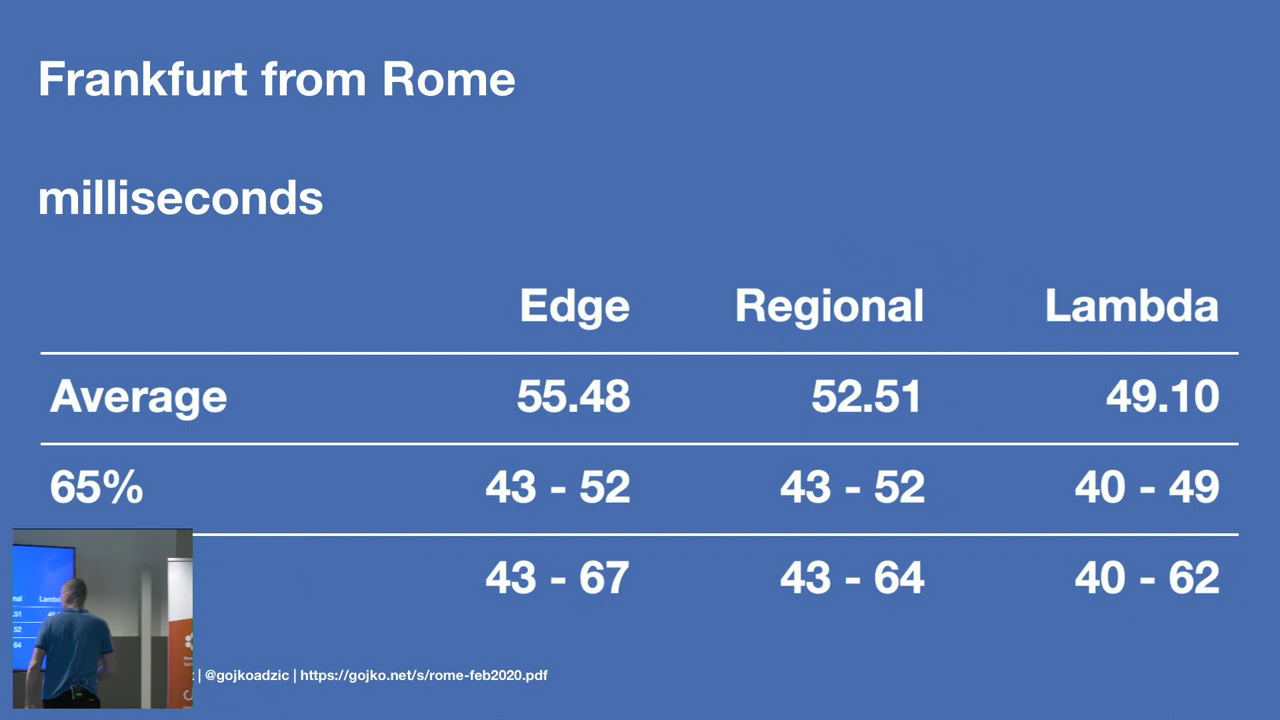 Frankfurt from Rome
milliseconds
Edge Regional Lambda
Average 55.48 52.51 49.10
65% 43 - 52 43 - 52 40 - 49
43 - 67 43 - 64 40 - 62
| @gojkoadzic | https://gojko.net/s/rome-feb2020.pdf